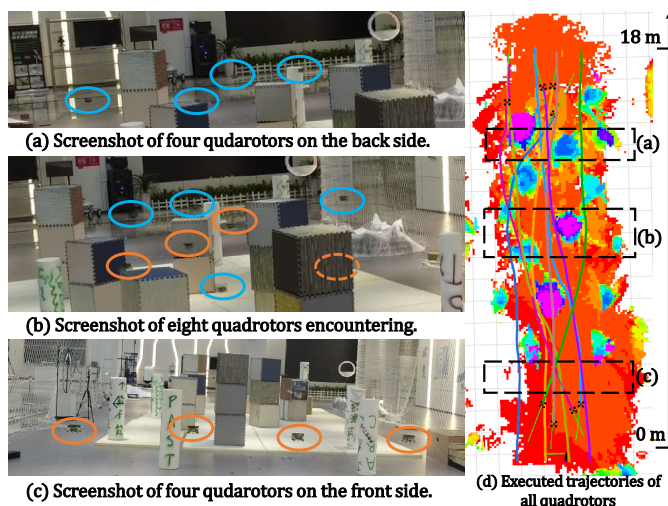 (a) Screenshot of four qudarotors on the back side.
(b) Screenshot of eight quadrotors encountering.
PAST
(c) Screenshot of four qudarotors on the front side.
18 m
(a)
(b)
(c)
0 m
(d) Executed trajectories of
all quadrotors